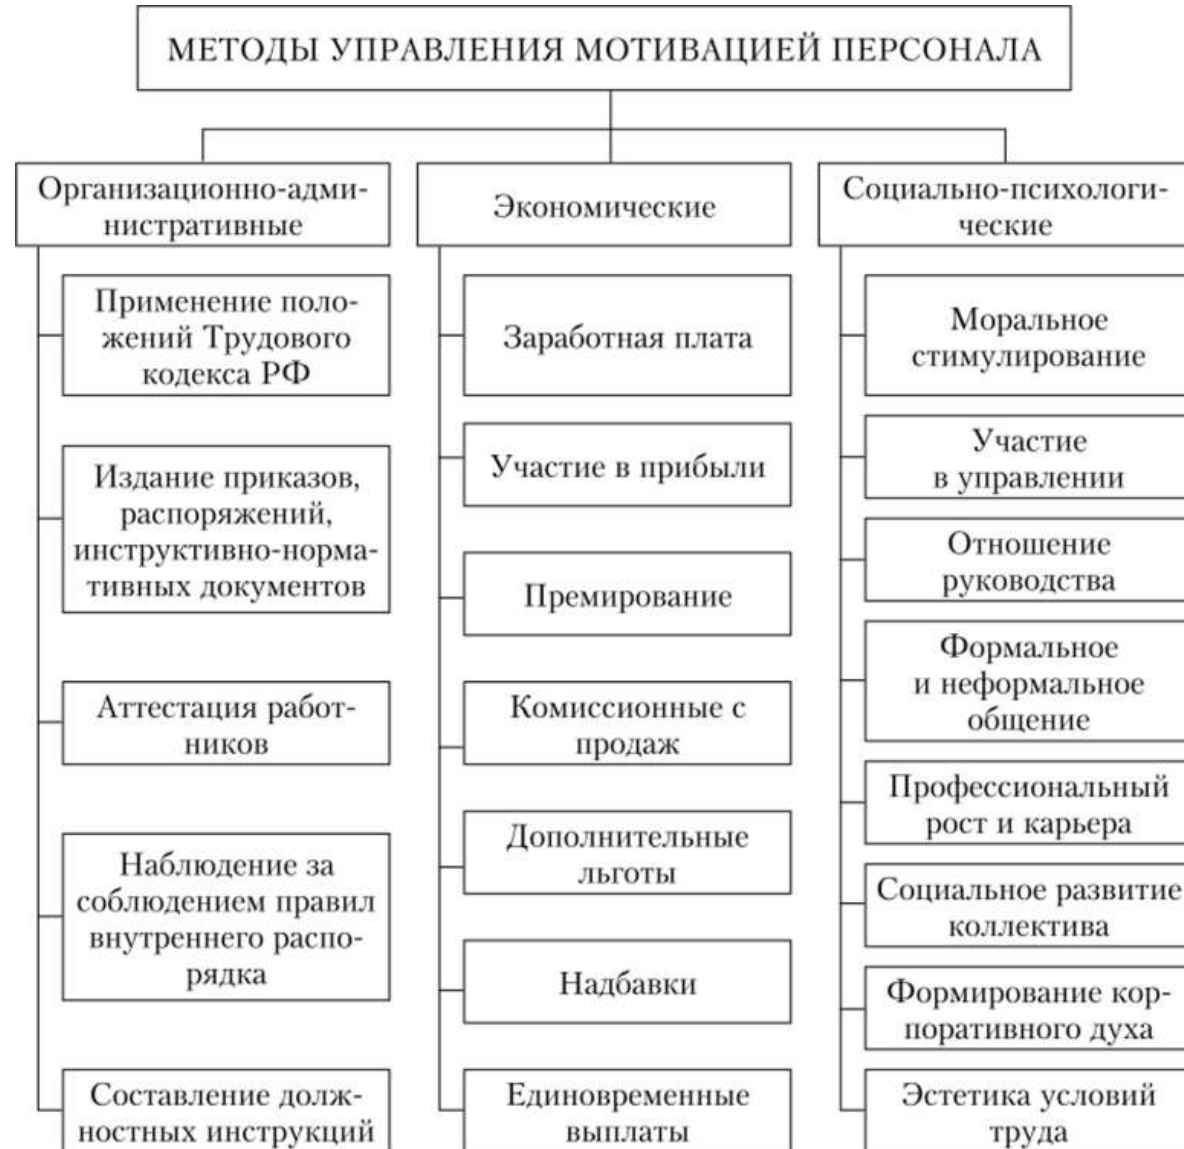 МЕТОДЫ УПРАВЛЕНИЯ МОТИВАЦИЕЙ ПЕРСОНАЛА
Организационно-адми-
нистративные
Применение поло-
жений Трудового
кодекса РФ
Издание приказов,
распоряжений,
инструктивно-норма-
тивных документов
Аттестация работ-
ников
Наблюдение за
соблюдением правил
внутреннего распо-
рядка
Составление долж-
ностных инструкций
Экономические
Заработная плата
Участие в прибыли
Премирование
Комиссионные с
продаж
Дополнительные
льготы
Надбавки
Единовременные
выплаты
Социально-психологи-
ческие
Моральное
стимулирование
Участие
в управлении
Отношение
руководства
Формальное
и неформальное
общение
Профессиональный
рост и карьера
Социальное развитие
коллектива
Формирование кор-
поративного духа
Эстетика условий
труда